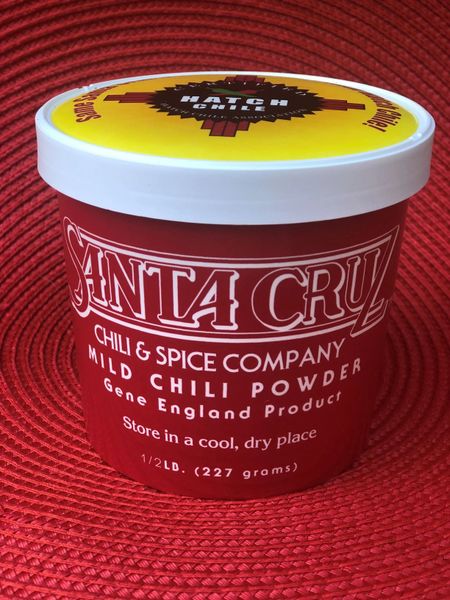 HATCH
CHILE
SANTA CRUZ
CHILI & SPICE COMPANY
MILD CHILI POWDER
Gene England Product
Store in a cool, dry place
1/2LB. (227 grams)